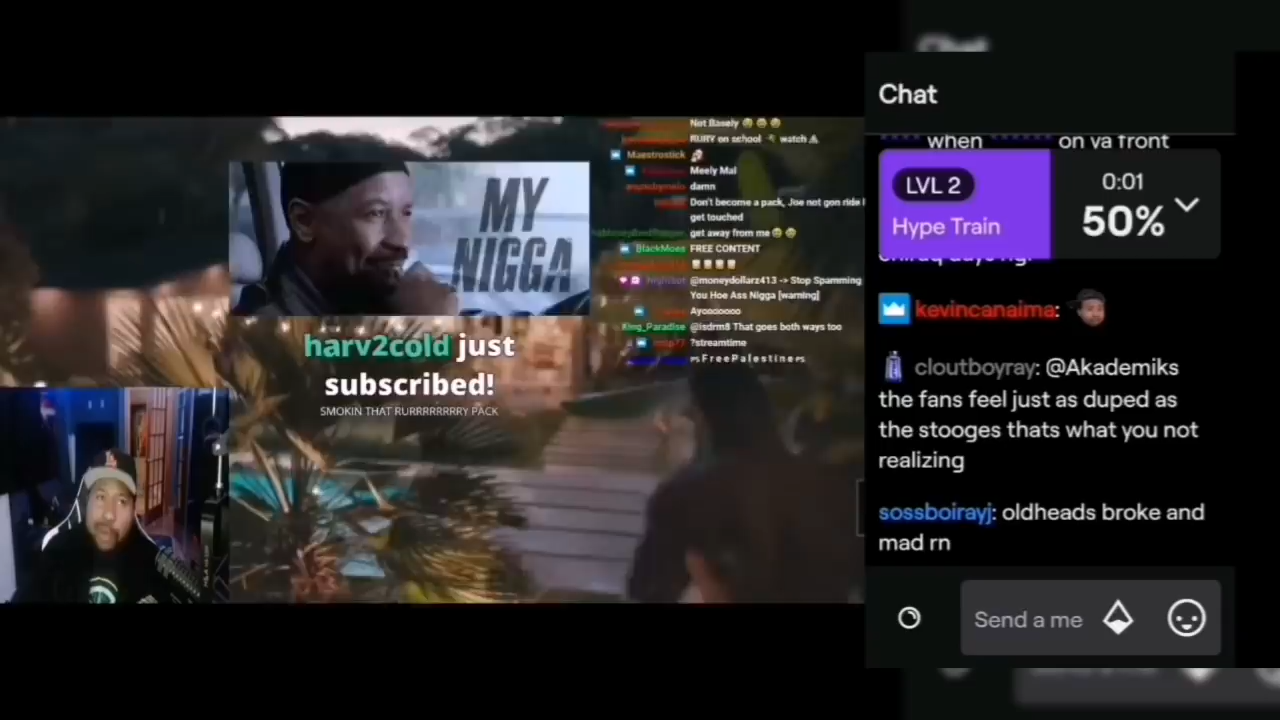 MY
NIGGA
harv2cold just
subscribed!
SMOKIN THAT RURRRRRRRRY PACK
Not Basely
RURY on school watch
Maestrostick
Meely Mal
damn
Don't become a pack, Joe not gon ride
get touched
get away from me
BlackMoes FREE CONTENT
@moneydollarz413 -> Stop Spamming
You Hoe Ass Nigga [warning]
Ayooooooo
King_Paradise @isdrm8 That goes both ways too
?streamtime
FreePalestine
Chat
when on ya front
LVL 2
Hype Train
0:01
50%
kevincanaima:
cloutboyray: @Akademiks
the fans feel just as duped as
the stooges thats what you not
realizing
sossboirayj: oldheads broke and
mad rn
Send a me